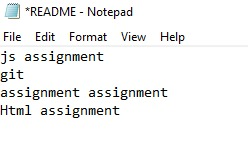 *README - Notepad
File Edit Format View Help
js assignment
git
assignment assignment
Html assignment